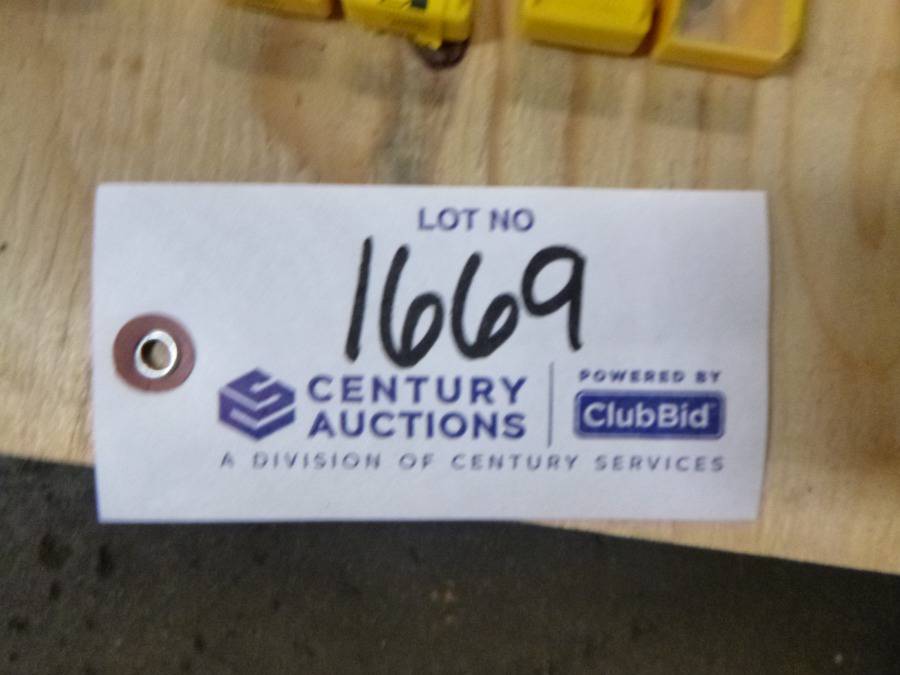 LOT NO
1669
CENTURY AUCTIONS
POWERED BY
ClubBid
A DIVISION OF CENTURY SERVICES